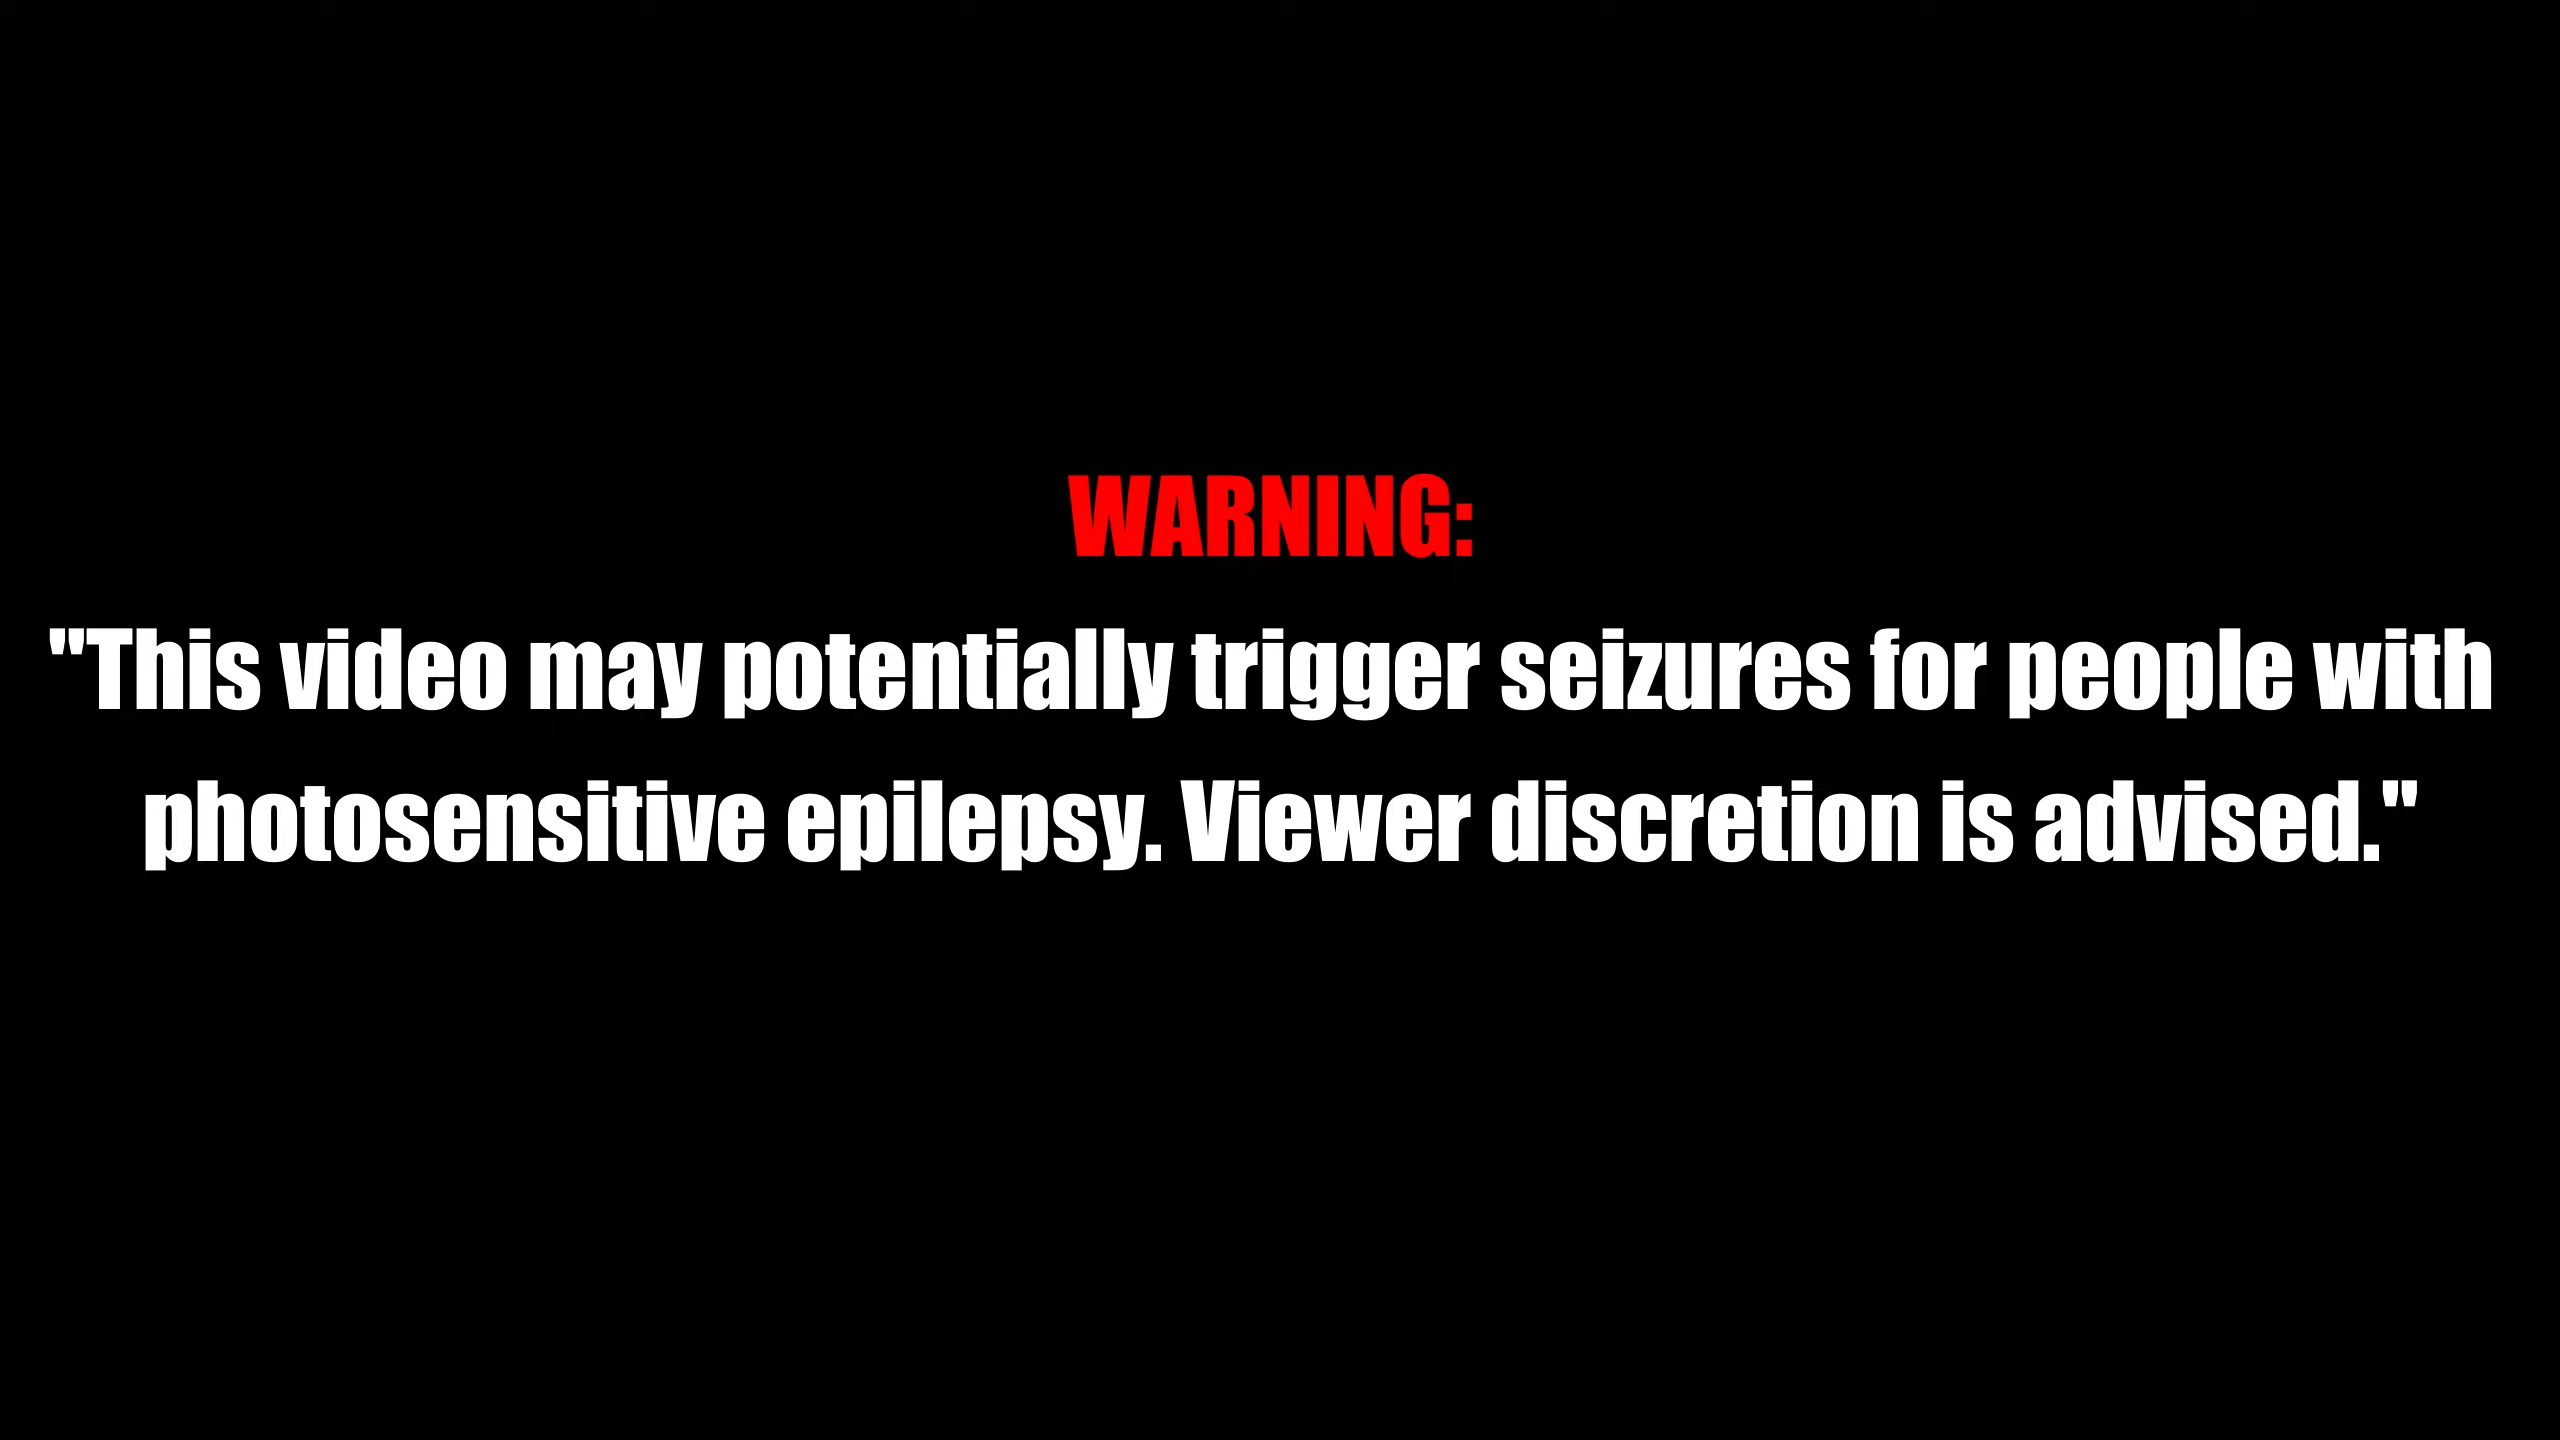 WARNING:
"This video may potentially trigger seizures for people with
photosensitive epilepsy. Viewer discretion is advised."